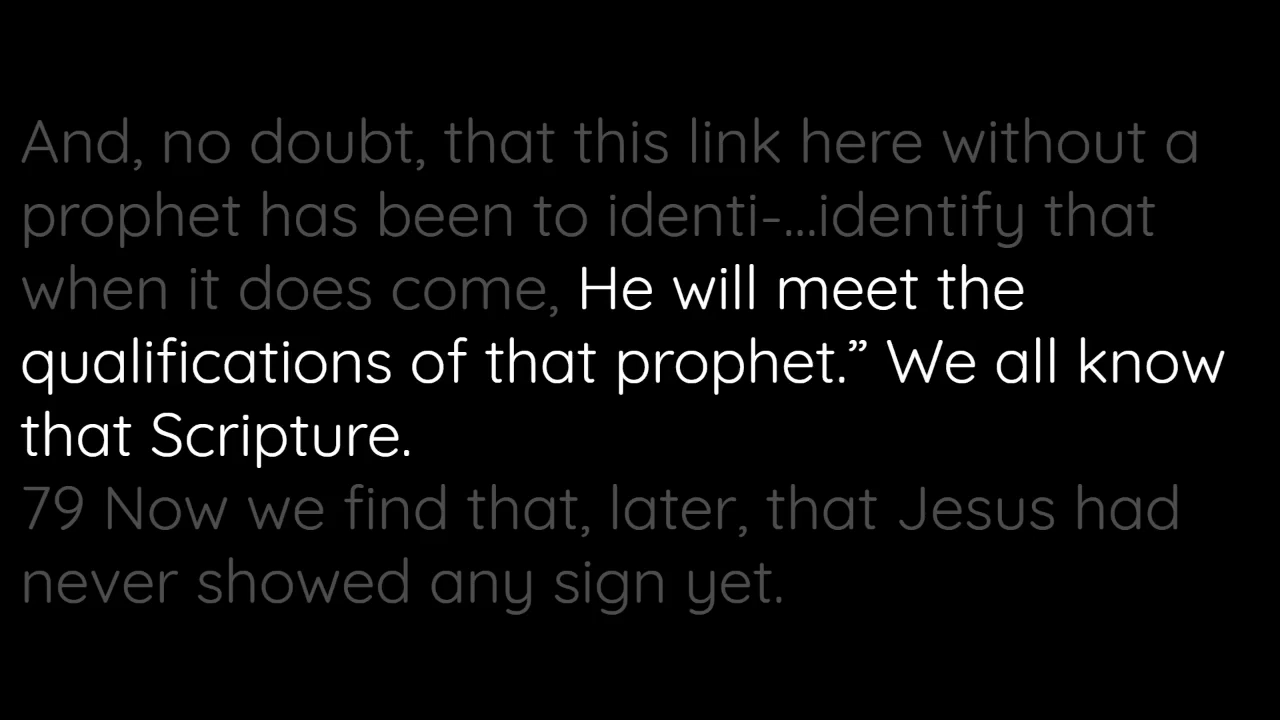 And, no doubt, that this link here without a
prophet has been to identi-...identify that
when it does come, He will meet the
qualifications of that prophet.” We all know
that Scripture.
79 Now we find that, later, that Jesus had
never showed any sign yet.